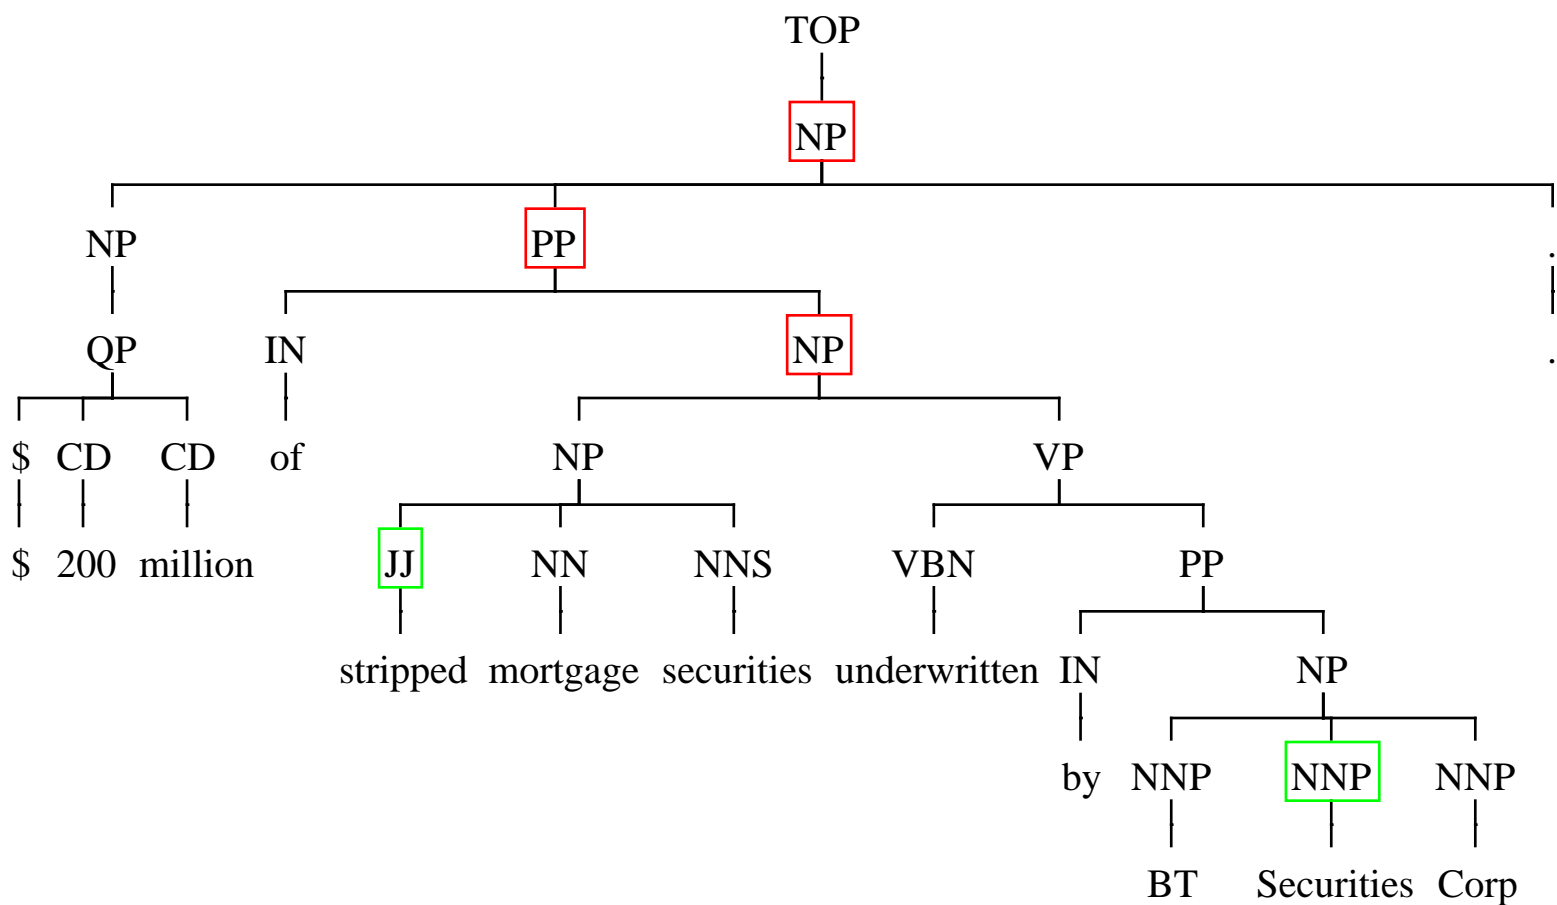 TOP
NP
NP PP .
QP IN NP .
$ CD CD of NP VP
$ 200 million JJ NN NNS VBN PP
stripped mortgage securities underwritten IN NP
by NNP NNP NNP
BT Securities Corp